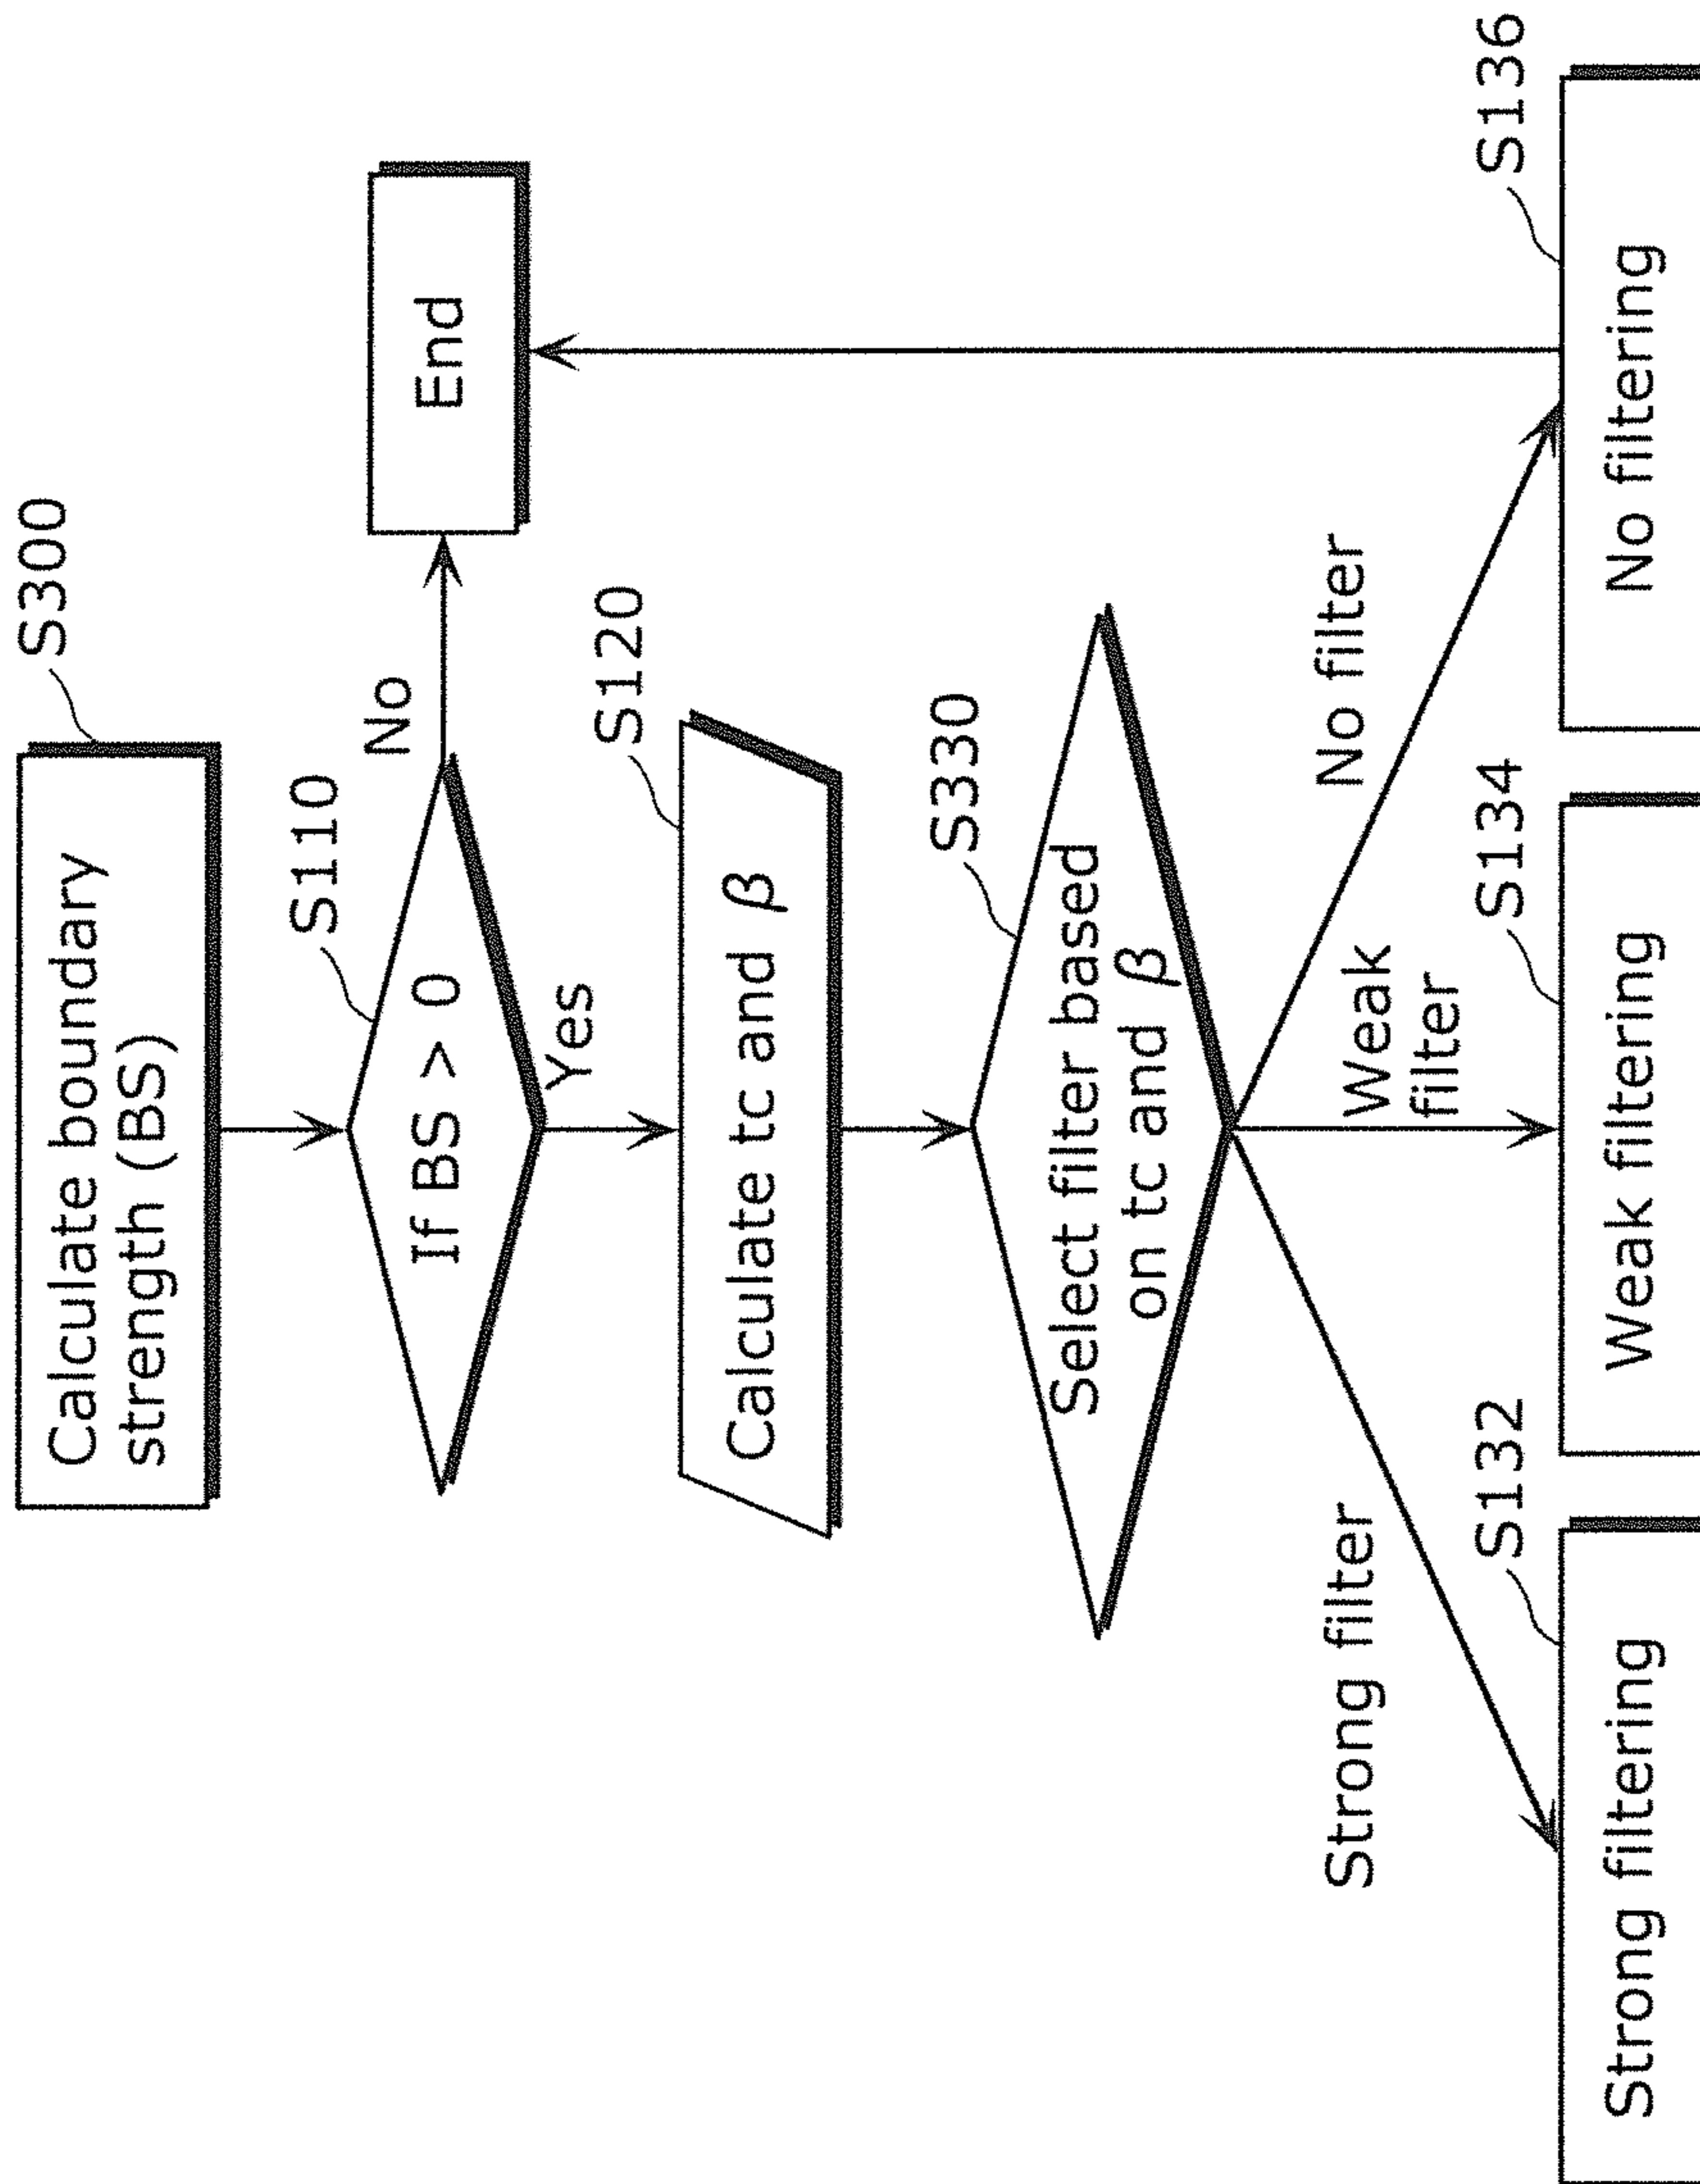 Calculate boundary
strength (BS)
S300
If BS > 0
S110
No
End
Yes
Calculate tc and β
S120
Select filter based
on tc and β
S330
Strong filter
Weak
filter
No filter
Strong filtering
S132
Weak filtering
S134
No filtering
S136